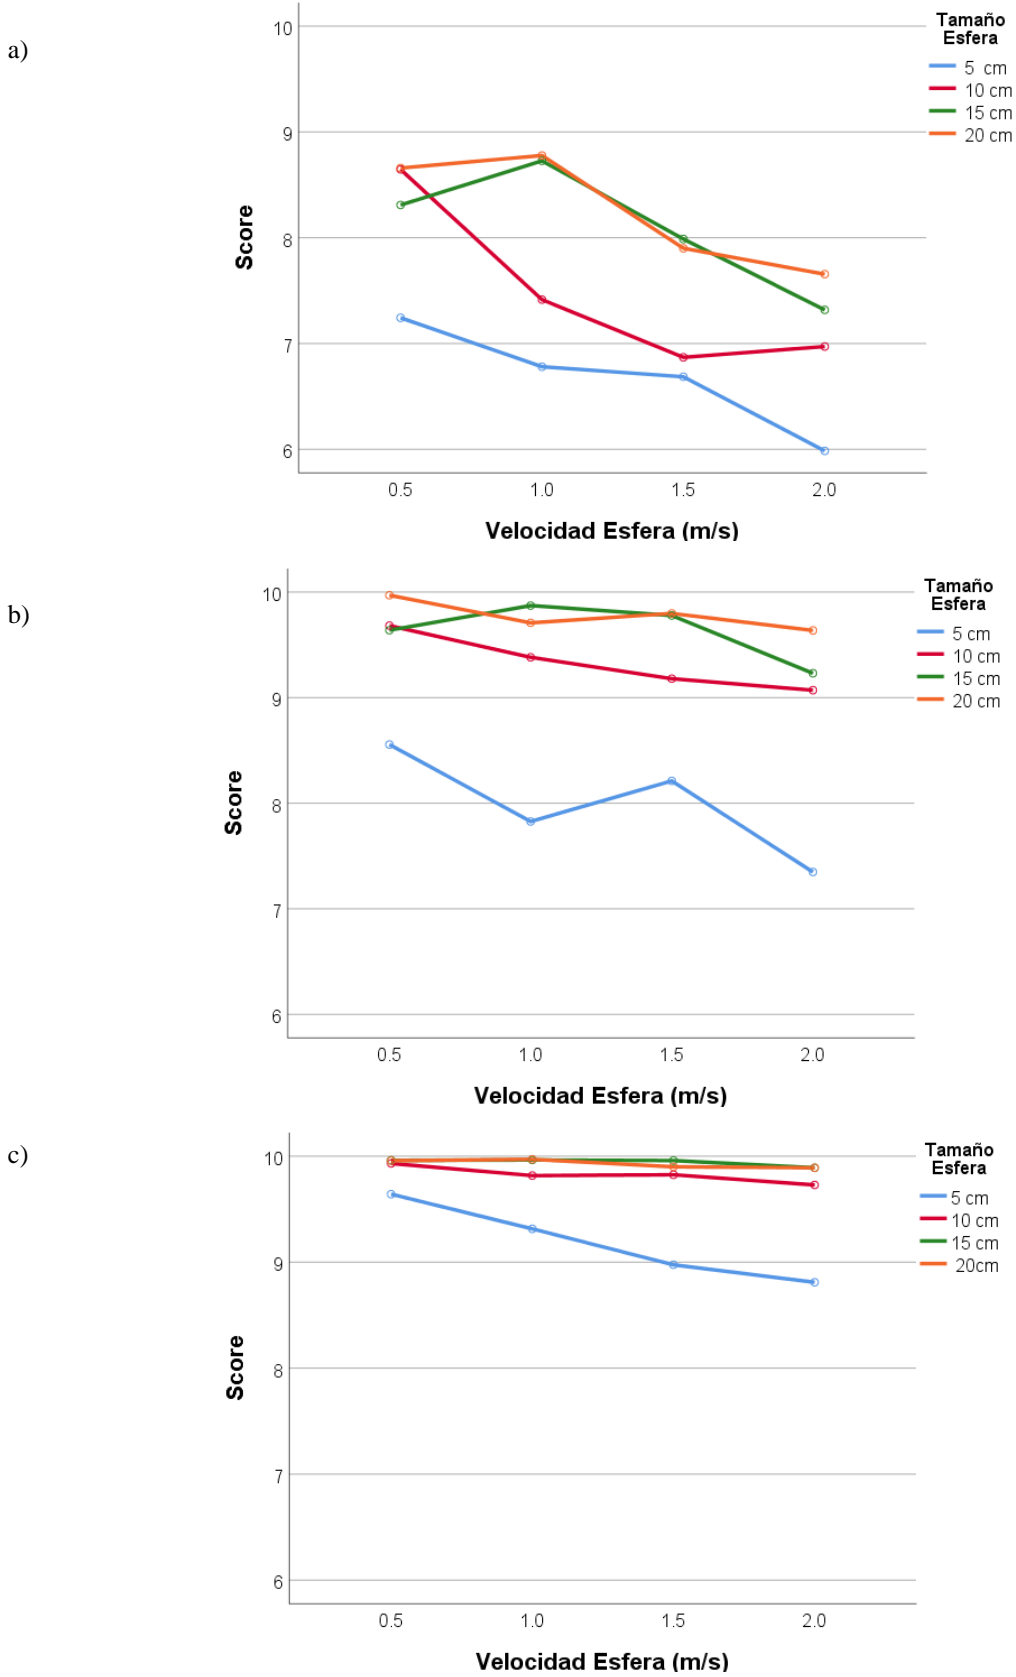 a)
10
9
8
7
6
Score
0.5 1.0 1.5 2.0
Velocidad Esfera (m/s)
Tamaño
Esfera
5 cm
10 cm
15 cm
20 cm
b)
10
9
8
7
6
Score
0.5 1.0 1.5 2.0
Velocidad Esfera (m/s)
Tamaño
Esfera
5 cm
10 cm
15 cm
20 cm
c)
10
9
8
7
6
Score
0.5 1.0 1.5 2.0
Velocidad Esfera (m/s)
Tamaño
Esfera
5 cm
10 cm
15 cm
20cm